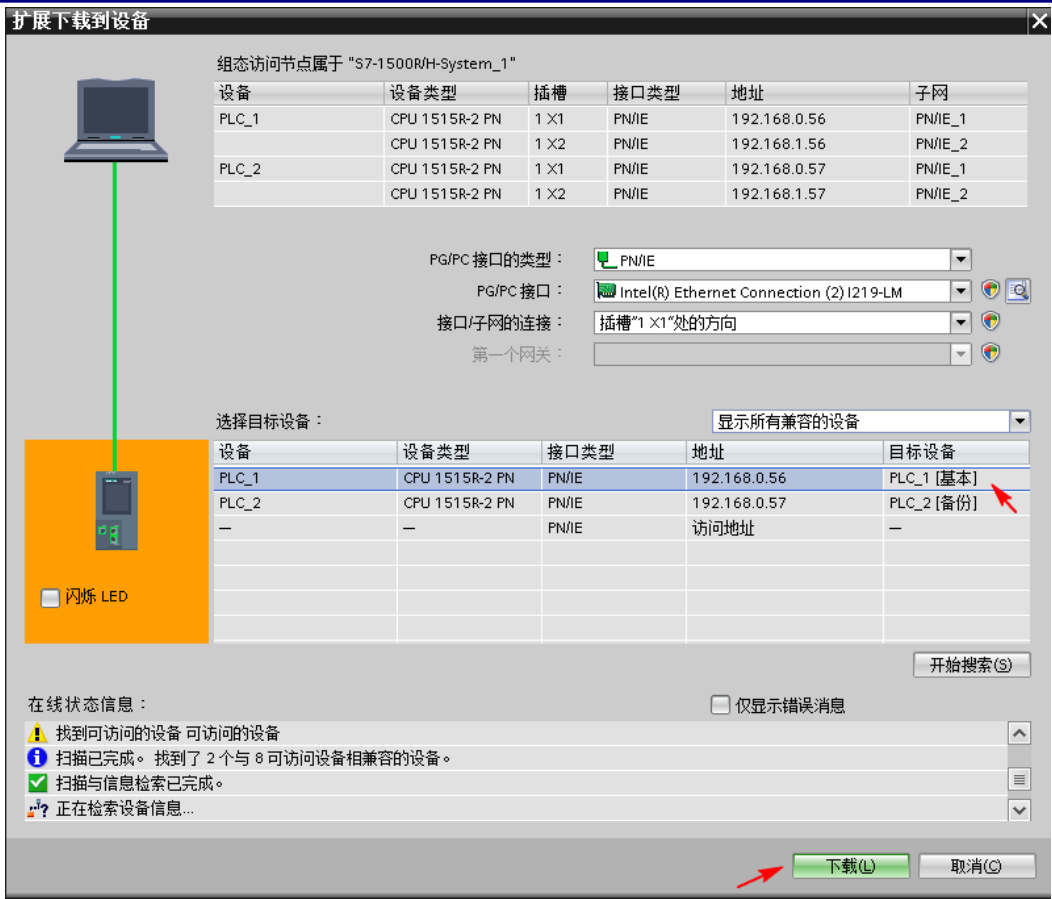 扩展下载到设备
组态访问节点属于 "S7-1500R/H-System_1"
设备 设备类型 插槽 接口类型 地址 子网
PLC_1 CPU 1515R-2 PN 1 X1 PN/IE 192.168.0.56 PN/IE_1
CPU 1515R-2 PN 1 X2 PN/IE 192.168.1.56 PN/IE_2
PLC_2 CPU 1515R-2 PN 1 X1 PN/IE 192.168.0.57 PN/IE_1
CPU 1515R-2 PN 1 X2 PN/IE 192.168.1.57 PN/IE_2
PG/PC 接口的类型： PN/IE
PG/PC 接口： Intel(R) Ethernet Connection (2) I219-LM
接口/子网的连接： 插槽"1 X1"处的方向
第一个网关：
选择目标设备： 显示所有兼容的设备
设备 设备类型 接口类型 地址 目标设备
PLC_1 CPU 1515R-2 PN PN/IE 192.168.0.56 PLC_1 [基本]
PLC_2 CPU 1515R-2 PN PN/IE 192.168.0.57 PLC_2 [备份]
— — PN/IE 访问地址 —
闪烁 LED
开始搜索(S)
在线状态信息： 仅显示错误消息
找到可访问的设备 可访问的设备
扫描已完成。 找到了 2 个与 8 可访问设备相兼容的设备。
扫描与信息检索已完成。
正在检索设备信息...
下载(L) 取消(C)